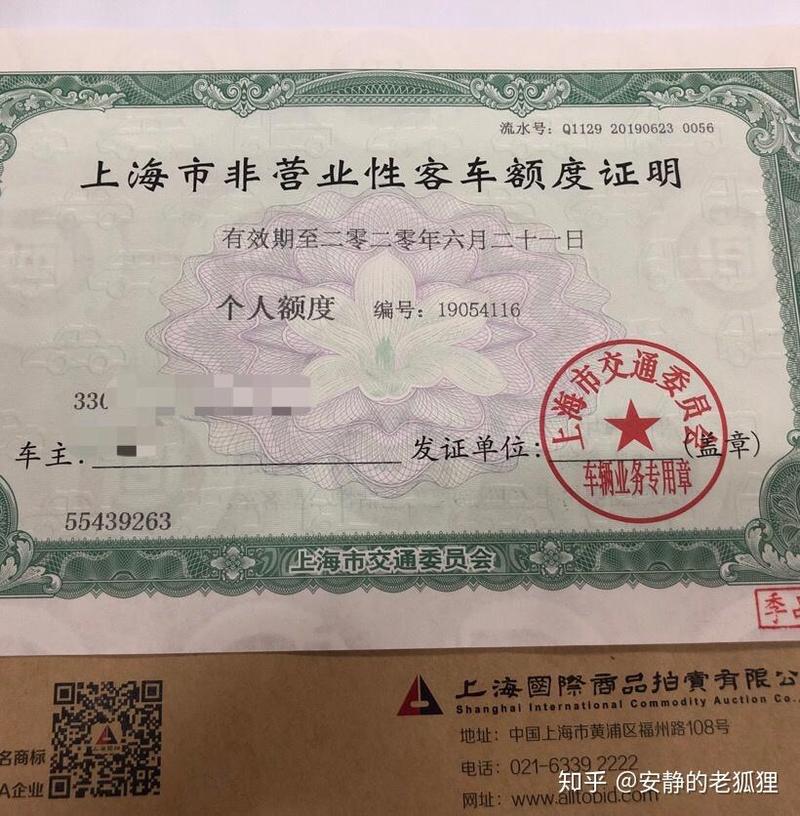 流水号：Q1129 20190623 0056
上海市非营业性客车额度证明
有效期至二零二零年六月二十一日
个人额度 编号：19054116
330
车主： 发证单位： (盖章)
上海市交通委员会
车辆业务专用章
55439263
上海市交通委员会
季
上海國際商品拍賣有限公
Shanghai International Commodity Auction Co.,
地址：中国上海市黄浦区福州路108号
名商标
电话：021-6339 2222
A企业
网址：www.alltobid.com
知乎 @安静的老狐狸